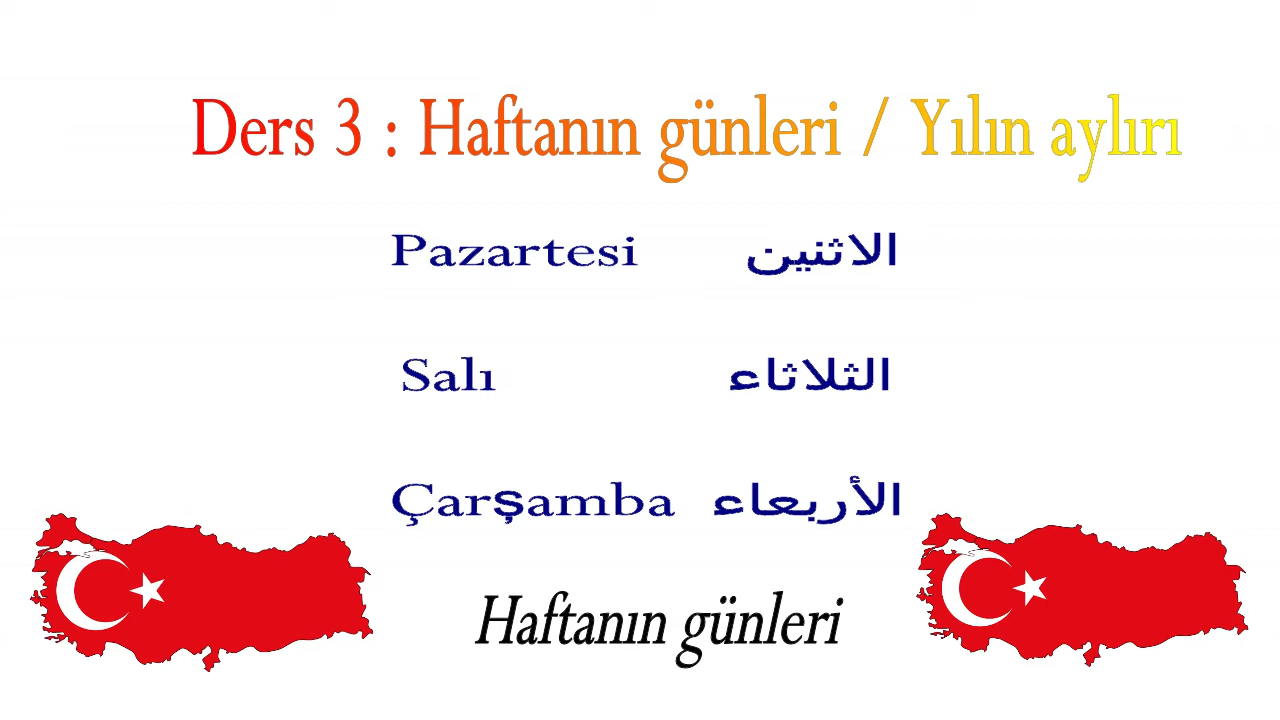 Ders 3 : Haftanın günleri / Yılın aylırı
Pazartesi الاثنين
Salı الثلاثاء
Çarşamba الأربعاء
Haftanın günleri